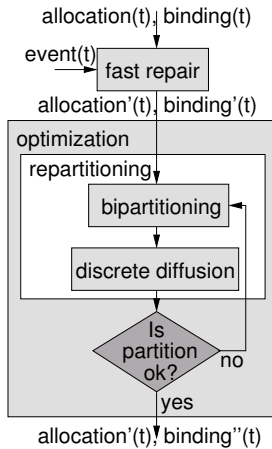 allocation(t), binding(t)
event(t)
fast repair
allocation'(t), binding'(t)
optimization
repartitioning
bipartitioning
discrete diffusion
Is
partition
ok?
no
yes
allocation'(t), binding''(t)